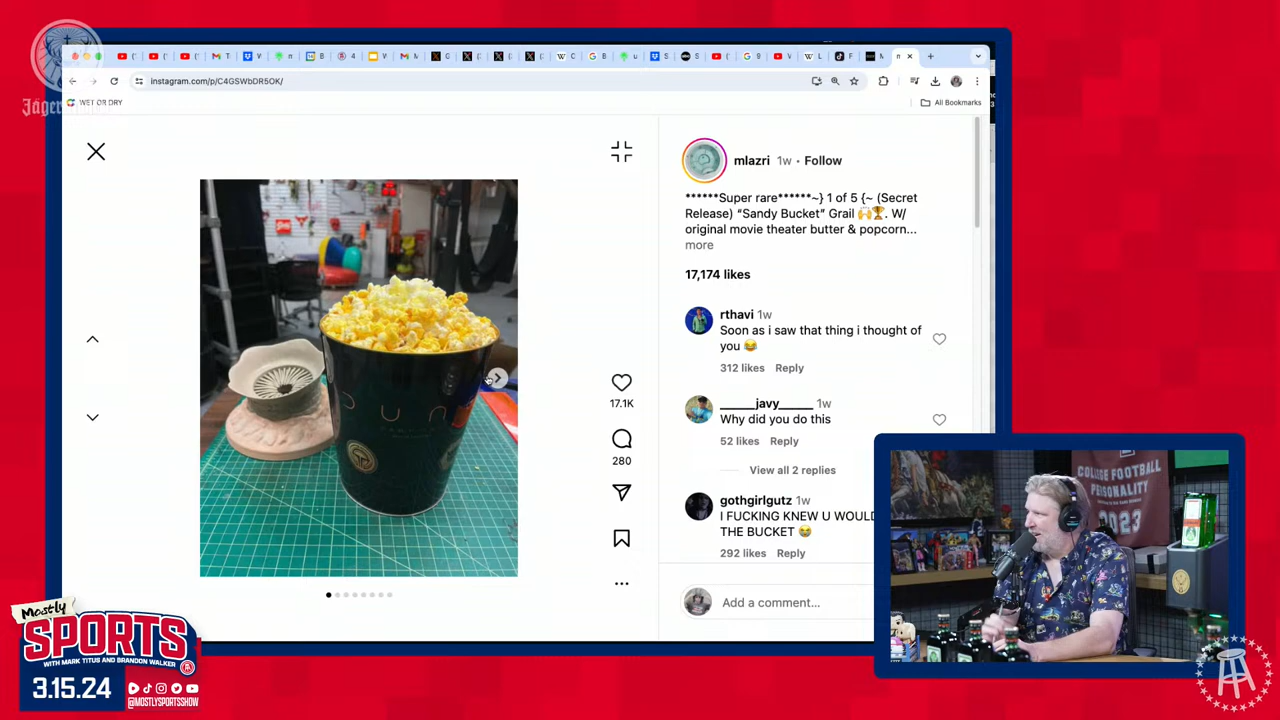 instagram.com/p/C4GSWbDR5OK/
WET OR DRY
All Bookmarks
mlazri 1w • Follow
******Super rare******~} 1 of 5 {~ (Secret
Release) “Sandy Bucket” Grail 🙌🏆. W/
original movie theater butter & popcorn...
more
17,174 likes
rthavi 1w
Soon as i saw that thing i thought of
you 😂
312 likes Reply
______javy______ 1w
Why did you do this
52 likes Reply
View all 2 replies
gothgirlgutz 1w
I FUCKING KNEW U WOULD
THE BUCKET 😂
292 likes Reply
Add a comment...
17.1K
280
DUN
COLLEGE FOOTBALL
PERSONALITY
2023
Mostly
SPORTS
WITH MARK TITUS AND BRANDON WALKER
3.15.24
@MOSTLYSPORTSSHOW